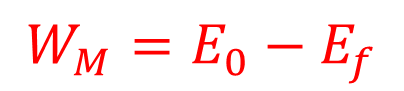 $W_M = E_0 - E_f$